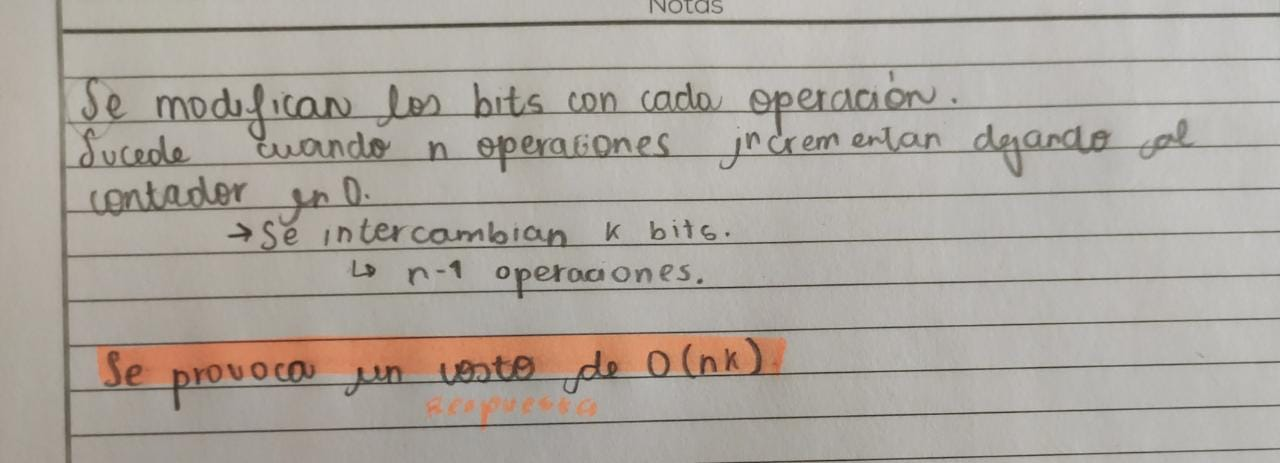 Notas
Se modifican los bits con cada operación.
Sucede cuando n operaciones incrementan dejando al
contador en 0.
→ Se intercambian k bits.
↳ n-1 operaciones.
Se provoca un costo de O(nk)
Respuesta